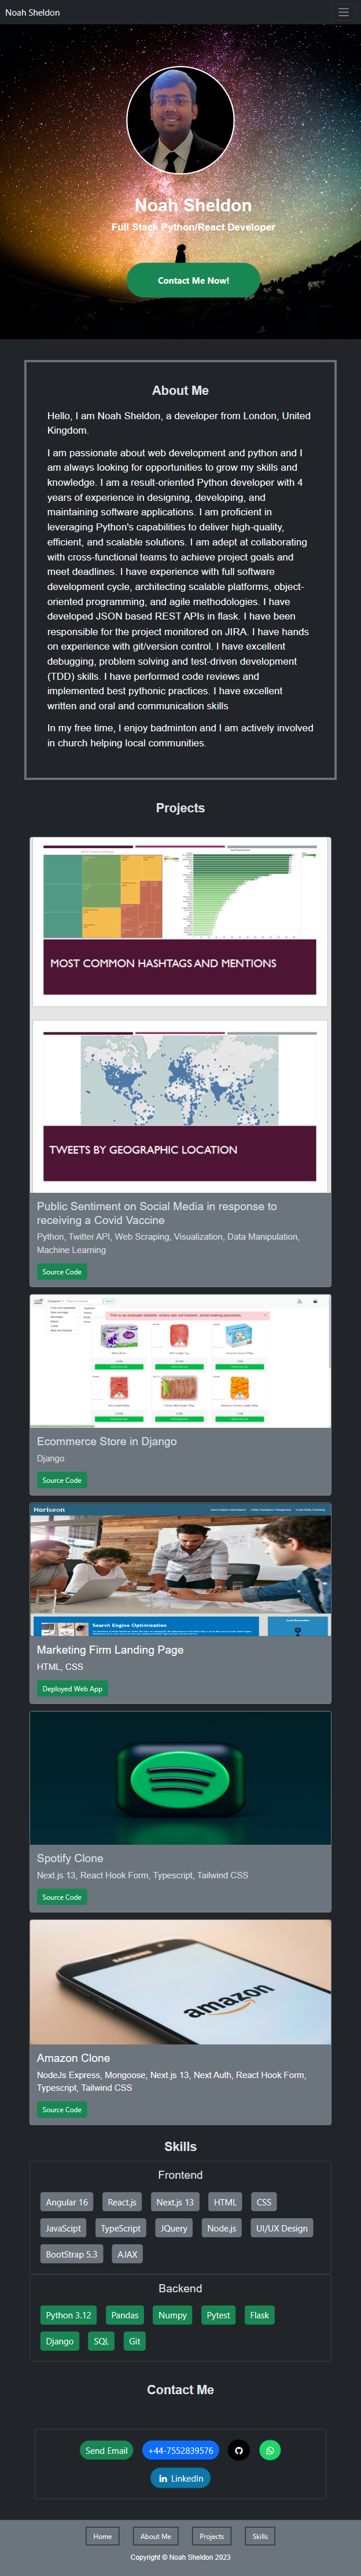 Noah Sheldon
Noah Sheldon
Full Stack Python/React Developer
Contact Me Now!
About Me
Hello, I am Noah Sheldon, a developer from London, United
Kingdom.
I am passionate about web development and python and I
am always looking for opportunities to grow my skills and
knowledge. I am a result-oriented Python developer with 4
years of experience in designing, developing, and
maintaining software applications. I am proficient in
leveraging Python's capabilities to deliver high-quality,
efficient, and scalable solutions. I am adept at collaborating
with cross-functional teams to achieve project goals and
meet deadlines. I have experience with full software
development cycle, architecting scalable platforms, object-
oriented programming, and agile methodologies. I have
developed JSON based REST APIs in flask. I have been
responsible for the project monitored on JIRA. I have hands
on experience with git/version control. I have excellent
debugging, problem solving and test-driven development
(TDD) skills. I have performed code reviews and
implemented best pythonic practices. I have excellent
written and oral and communication skills
In my free time, I enjoy badminton and I am actively involved
in church helping local communities.
Projects
MOST COMMON HASHTAGS AND MENTIONS
TWEETS BY GEOGRAPHIC LOCATION
Public Sentiment on Social Media in response to
receiving a Covid Vaccine
Python, Twitter API, Web Scraping, Visualization, Data Manipulation,
Machine Learning
Source Code
This is an example website - orders are not tracked
Ecommerce Store in Django
Django
Source Code
Horiseon
Search Engine Optimization
Marketing Firm Landing Page
HTML, CSS
Deployed Web App
Spotify Clone
Next.js 13, React Hook Form, Typescript, Tailwind CSS
Source Code
SAMSUNG
amazon
Amazon Clone
NodeJs Express, Mongoose, Next.js 13, Next Auth, React Hook Form,
Typescript, Tailwind CSS
Source Code
Skills
Frontend
Angular 16 React.js Next.js 13 HTML CSS
JavaScipt TypeScript JQuery Node.js UI/UX Design
BootStrap 5.3 AJAX
Backend
Python 3.12 Pandas Numpy Pytest Flask
Django SQL Git
Contact Me
Send Email +44-7552839576
LinkedIn
Home About Me Projects Skills
Copyright © Noah Sheldon 2023